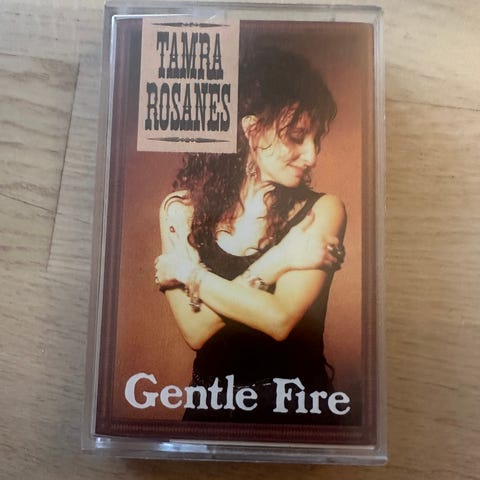 TAMRA
ROSANES
Gentle Fire